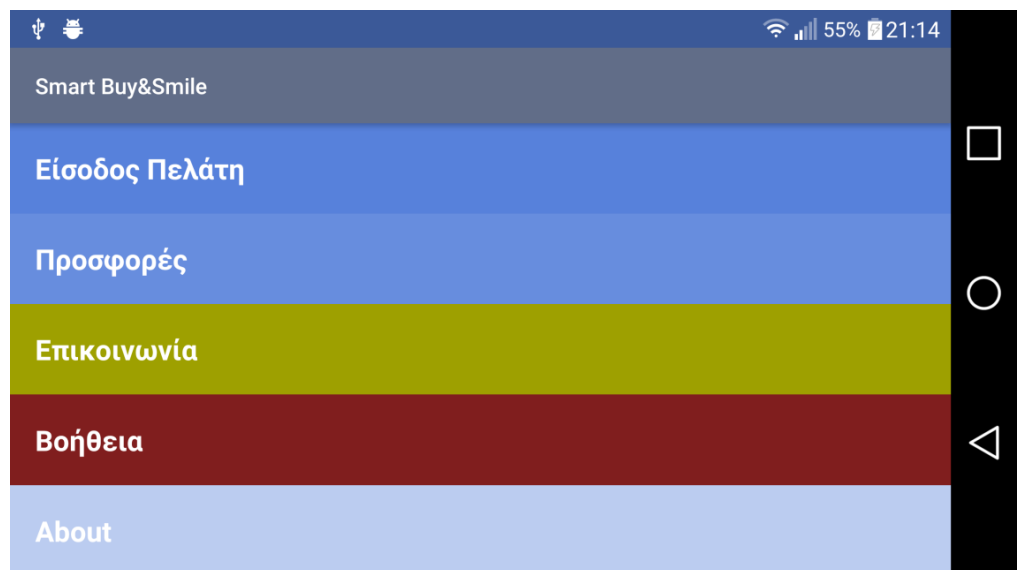 55% 21:14
Smart Buy&Smile
Είσοδος Πελάτη
Προσφορές
Επικοινωνία
Βοήθεια
About